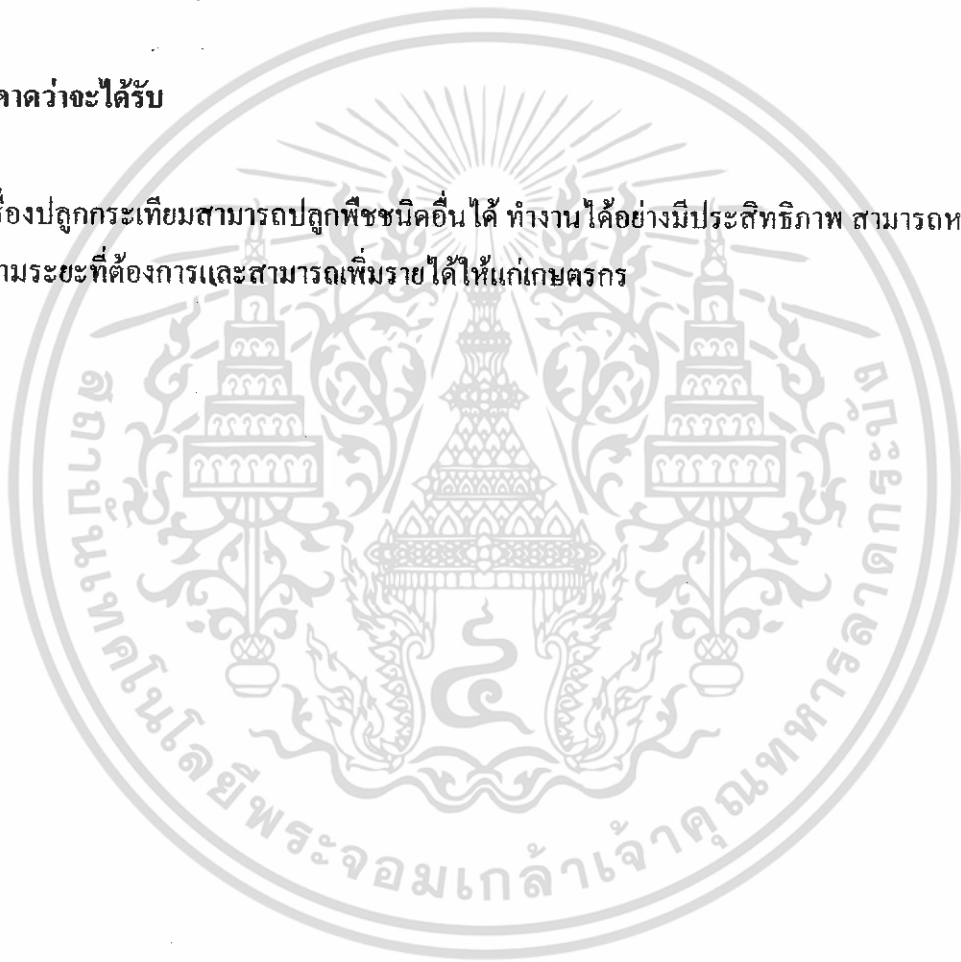 คาดว่าจะได้รับ
รื่องปลูกกระเทียมสามารถปลูกพืชชนิดอื่นได้ ทำงานได้อย่างมีประสิทธิภาพ สามารถห
ามระยะที่ต้องการและสามารถเพิ่มรายได้ให้แก่เกษตรกร
สถาบันเทคโนโลยีพระจอมเกล้าเจ้าคุณทหารลาดกระบัง